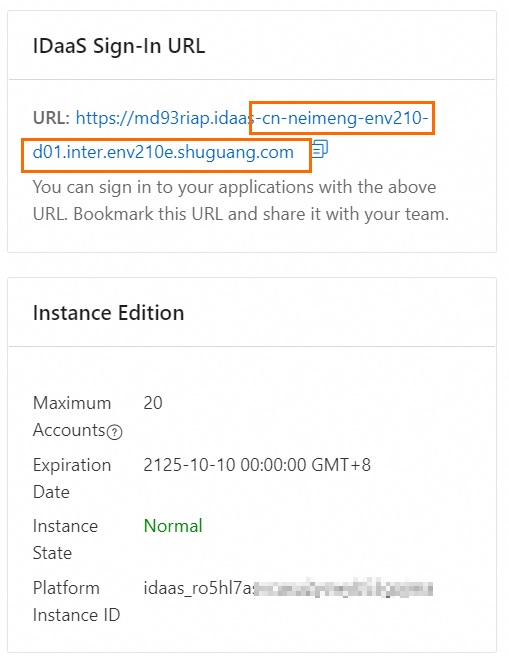 IDaaS Sign-In URL
URL: https://md93riap.idaas-cn-neimeng-env210-
d01.inter.env210e.shuguang.com
You can sign in to your applications with the above
URL. Bookmark this URL and share it with your team.
Instance Edition
Maximum 20
Accounts
Expiration 2125-10-10 00:00:00 GMT+8
Date
Instance Normal
State
Platform idaas_ro5hl7a
Instance ID